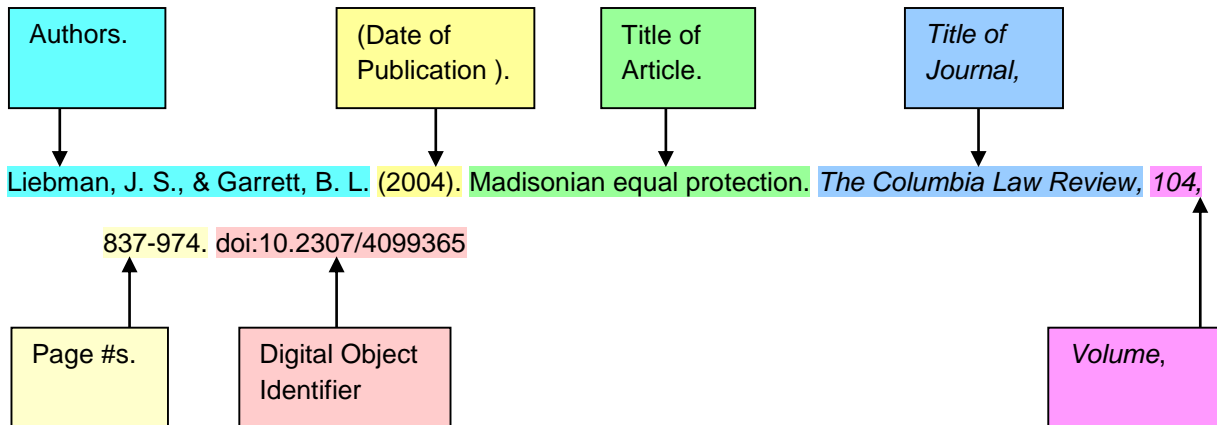 Authors.
(Date of
Publication ).
Title of
Article.
Title of
Journal,
Liebman, J. S., & Garrett, B. L. (2004). Madisonian equal protection. The Columbia Law Review, 104,
837-974. doi:10.2307/4099365
Page #s.
Digital Object
Identifier
Volume,